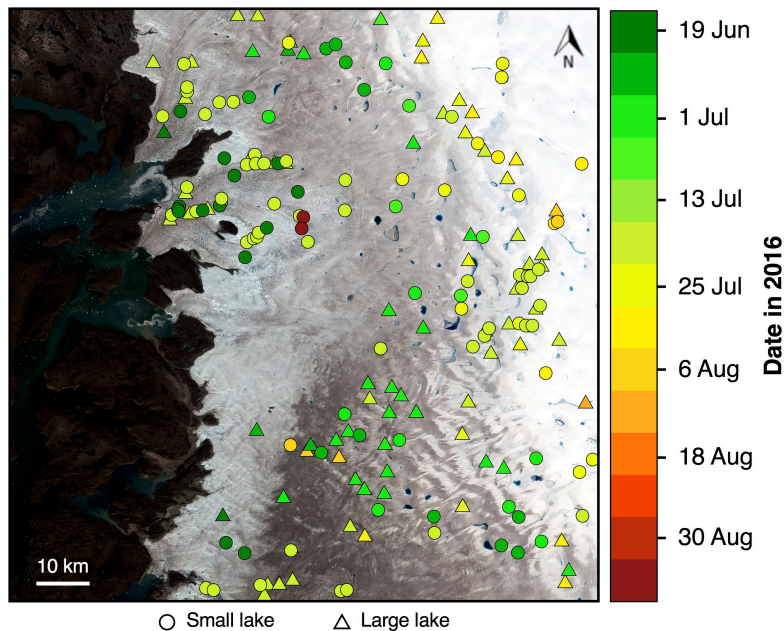 N
19 Jun
1 Jul
13 Jul
25 Jul
6 Aug
18 Aug
30 Aug
Date in 2016
10 km
Small lake
Large lake